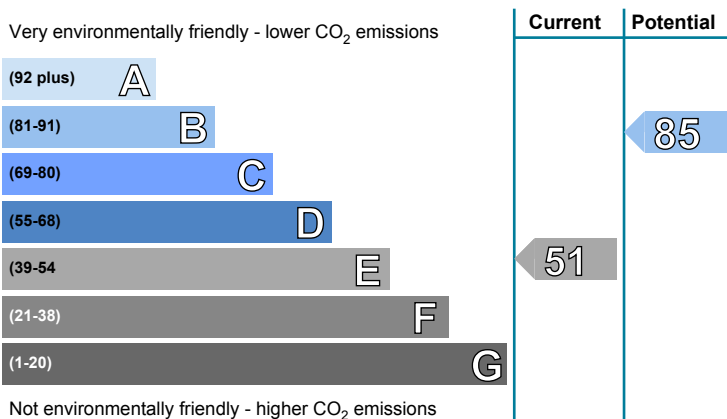 Very environmentally friendly - lower CO2 emissions
Current
Potential
(92 plus) A
(81-91) B
85
(69-80) C
(55-68) D
(39-54 E
51
(21-38) F
(1-20) G
Not environmentally friendly - higher CO2 emissions